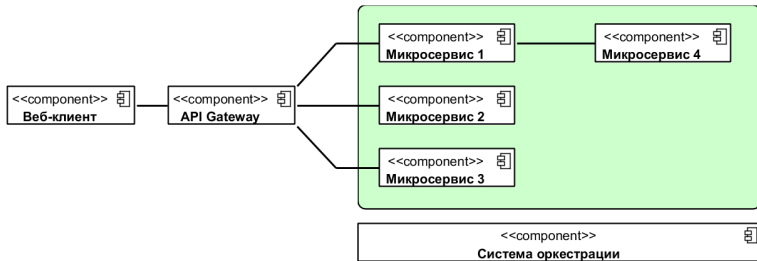 <<component>>
Микросервис 1
<<component>>
Микросервис 4
<<component>>
Веб-клиент
<<component>>
API Gateway
<<component>>
Микросервис 2
<<component>>
Микросервис 3
<<component>>
Система оркестрации